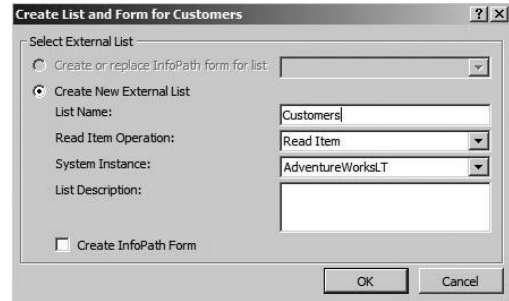 Create List and Form for Customers
Select External List
Create or replace InfoPath form for list
Create New External List
List Name: Customers
Read Item Operation: Read Item
System Instance: AdventureWorksLT
List Description:
Create InfoPath Form
OK Cancel